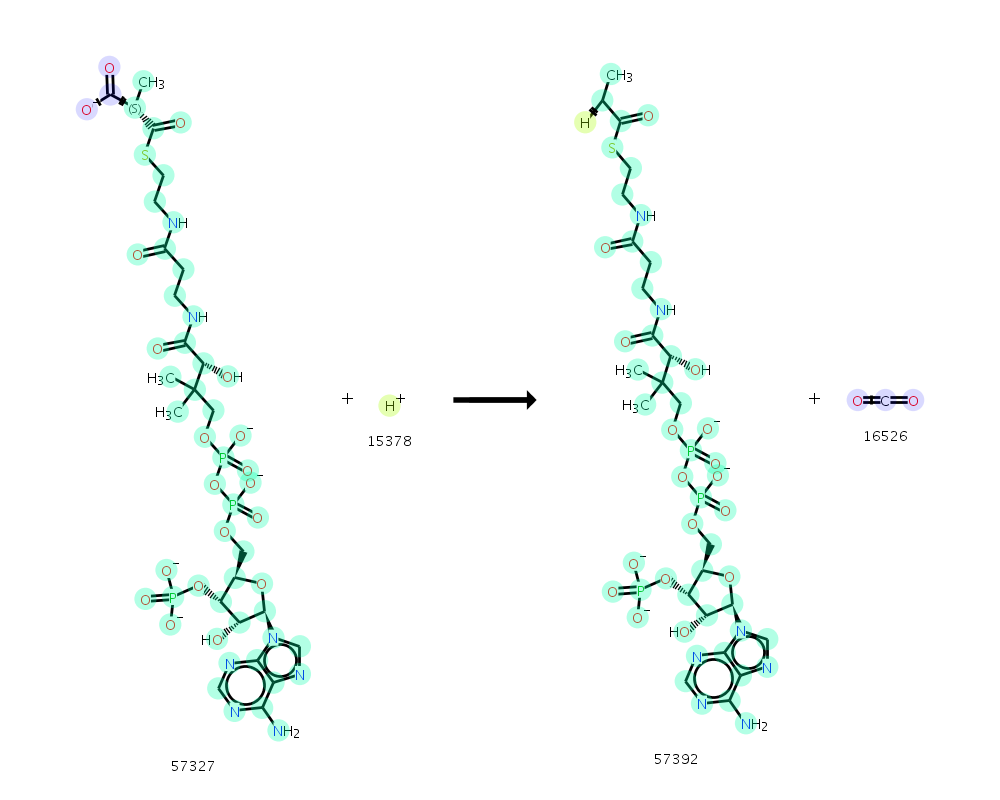 O
O-
CH3
(S)
O
S
NH
O
NH
O
OH
H3C
H3C
O
O-
P
O
O
O-
P
O
O
O-
O
P
O
O-
O
HO
N
N
N
N
NH2
57327
+
H+
15378
CH3
H
O
S
NH
O
NH
O
OH
H3C
H3C
O
O-
P
O
O
O-
P
O
O
O-
O
P
O
O-
O
HO
N
N
N
N
NH2
57392
+
O C O
16526